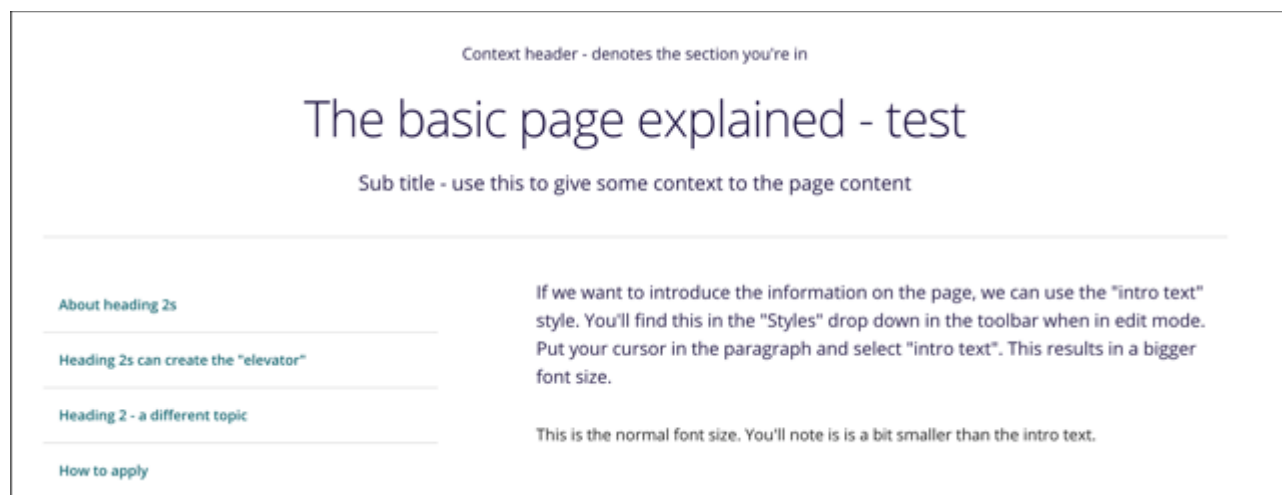 Context header - denotes the section you're in
The basic page explained - test
Sub title - use this to give some context to the page content
About heading 2s
Heading 2s can create the "elevator"
Heading 2 - a different topic
How to apply
If we want to introduce the information on the page, we can use the "intro text"
style. You'll find this in the "Styles" drop down in the toolbar when in edit mode.
Put your cursor in the paragraph and select "intro text". This results in a bigger
font size.
This is the normal font size. You'll note is is a bit smaller than the intro text.